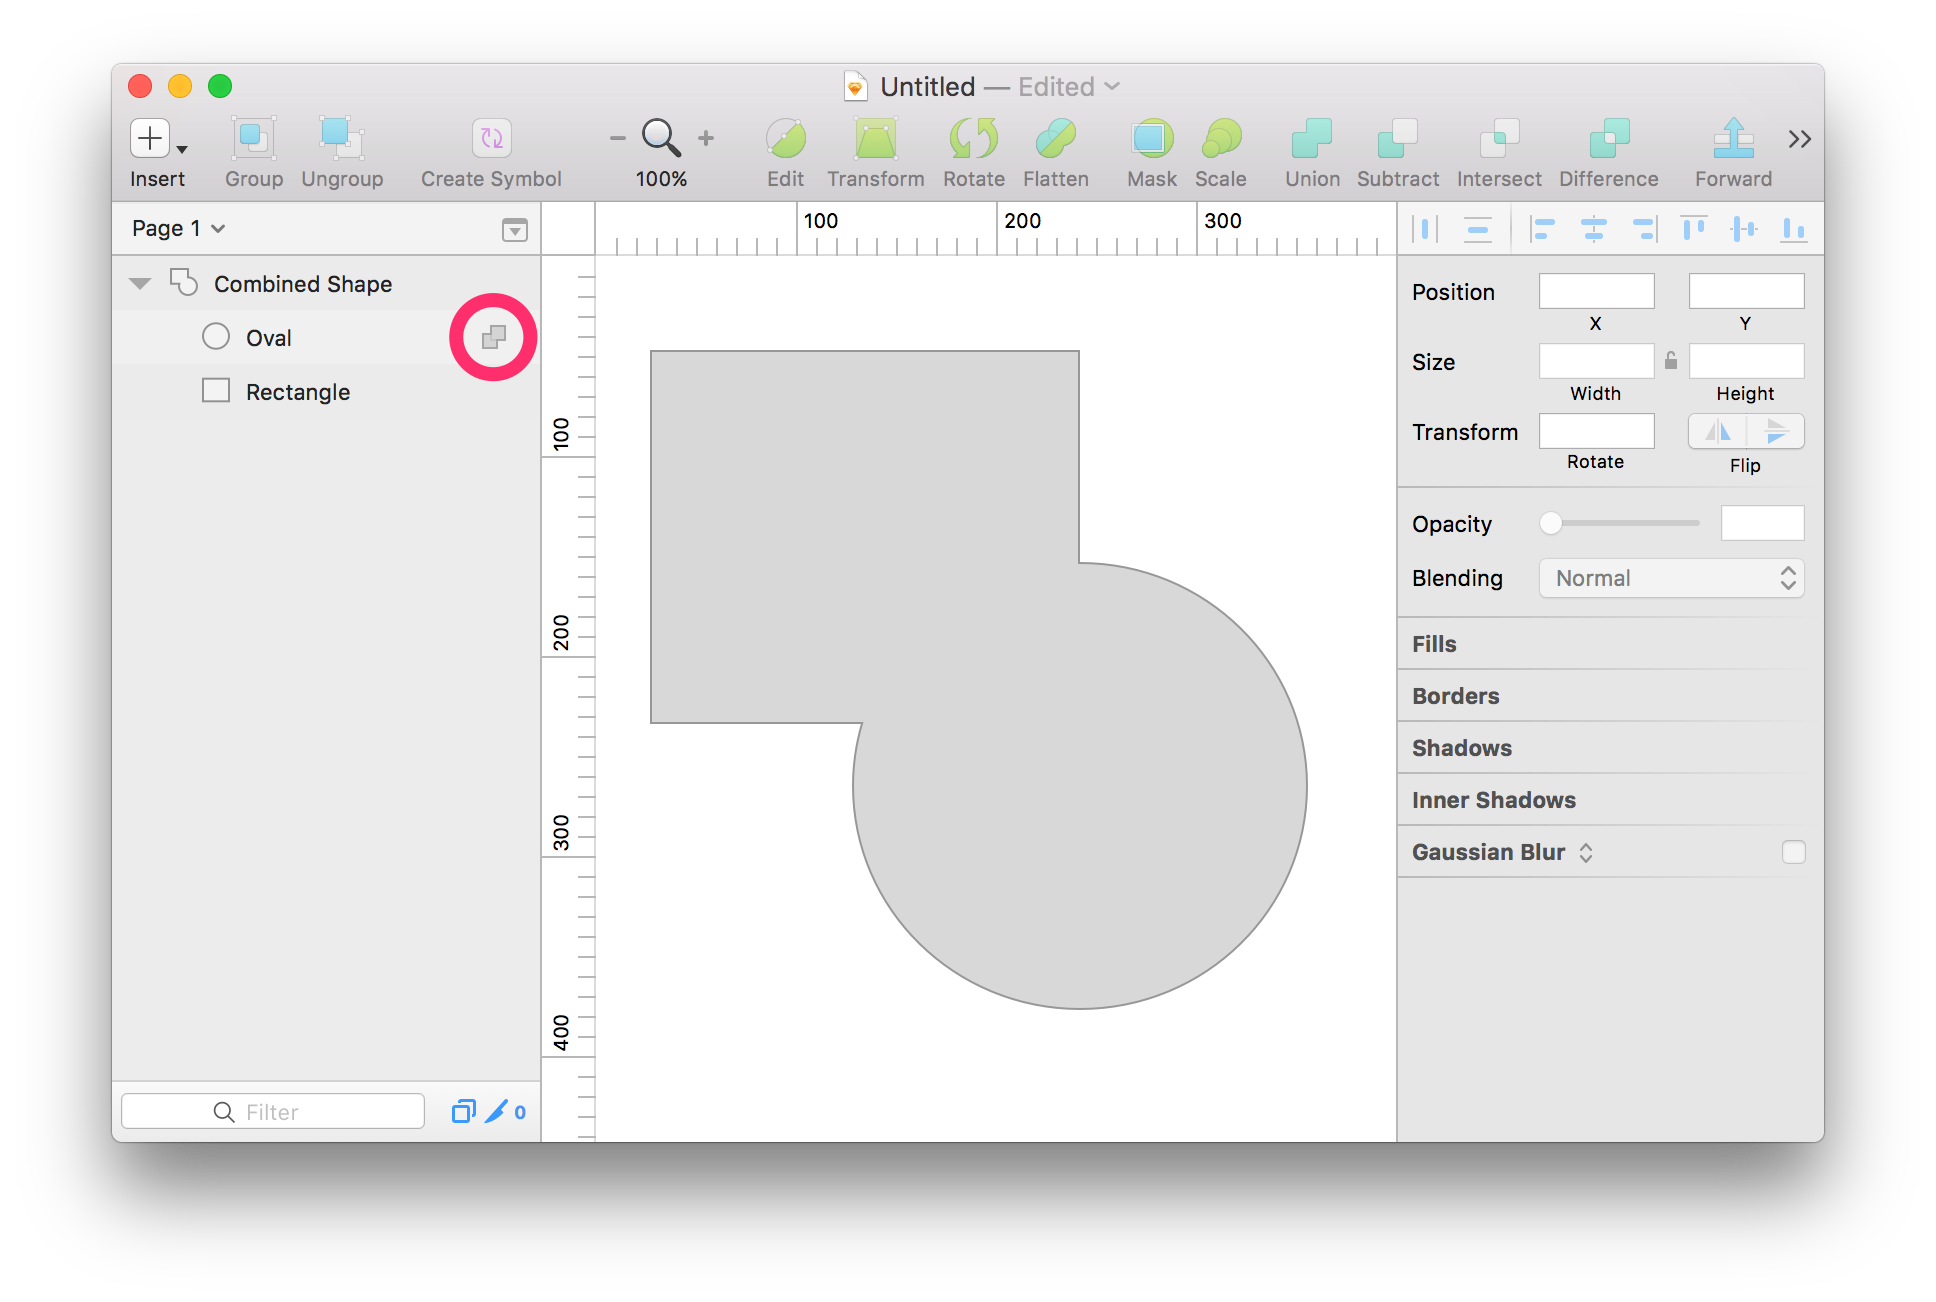 Untitled — Edited
Insert
Group
Ungroup
Create Symbol
100%
Edit
Transform
Rotate
Flatten
Mask
Scale
Union
Subtract
Intersect
Difference
Forward
Page 1
Combined Shape
Oval
Rectangle
Filter
0
100
200
300
100
200
300
400
Position
X
Y
Size
Width
Height
Transform
Rotate
Flip
Opacity
Blending
Normal
Fills
Borders
Shadows
Inner Shadows
Gaussian Blur